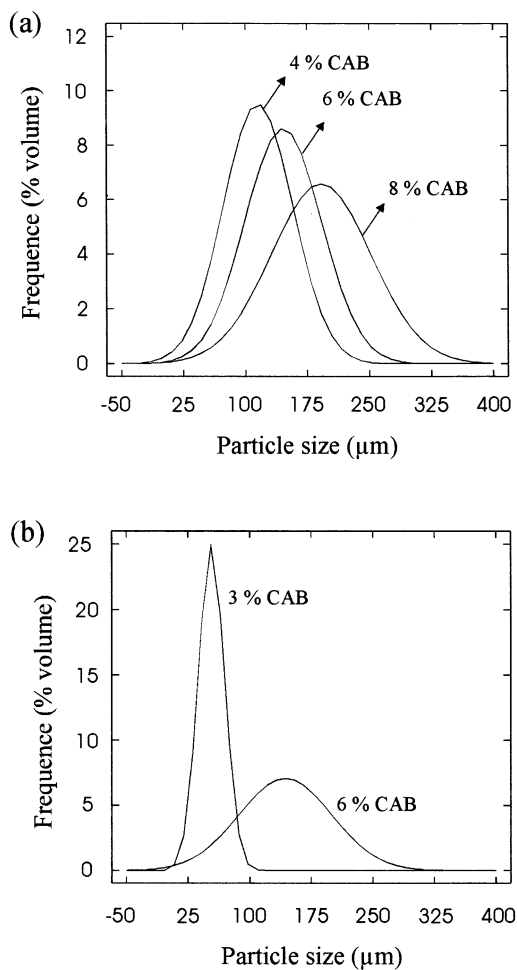 (a)
12
10
8
6
4
2
0
Frequence (% volume)
4 % CAB
6 % CAB
8 % CAB
-50 25 100 175 250 325 400
Particle size (µm)
(b)
25
20
15
10
5
0
Frequence (% volume)
3 % CAB
6 % CAB
-50 25 100 175 250 325 400
Particle size (µm)